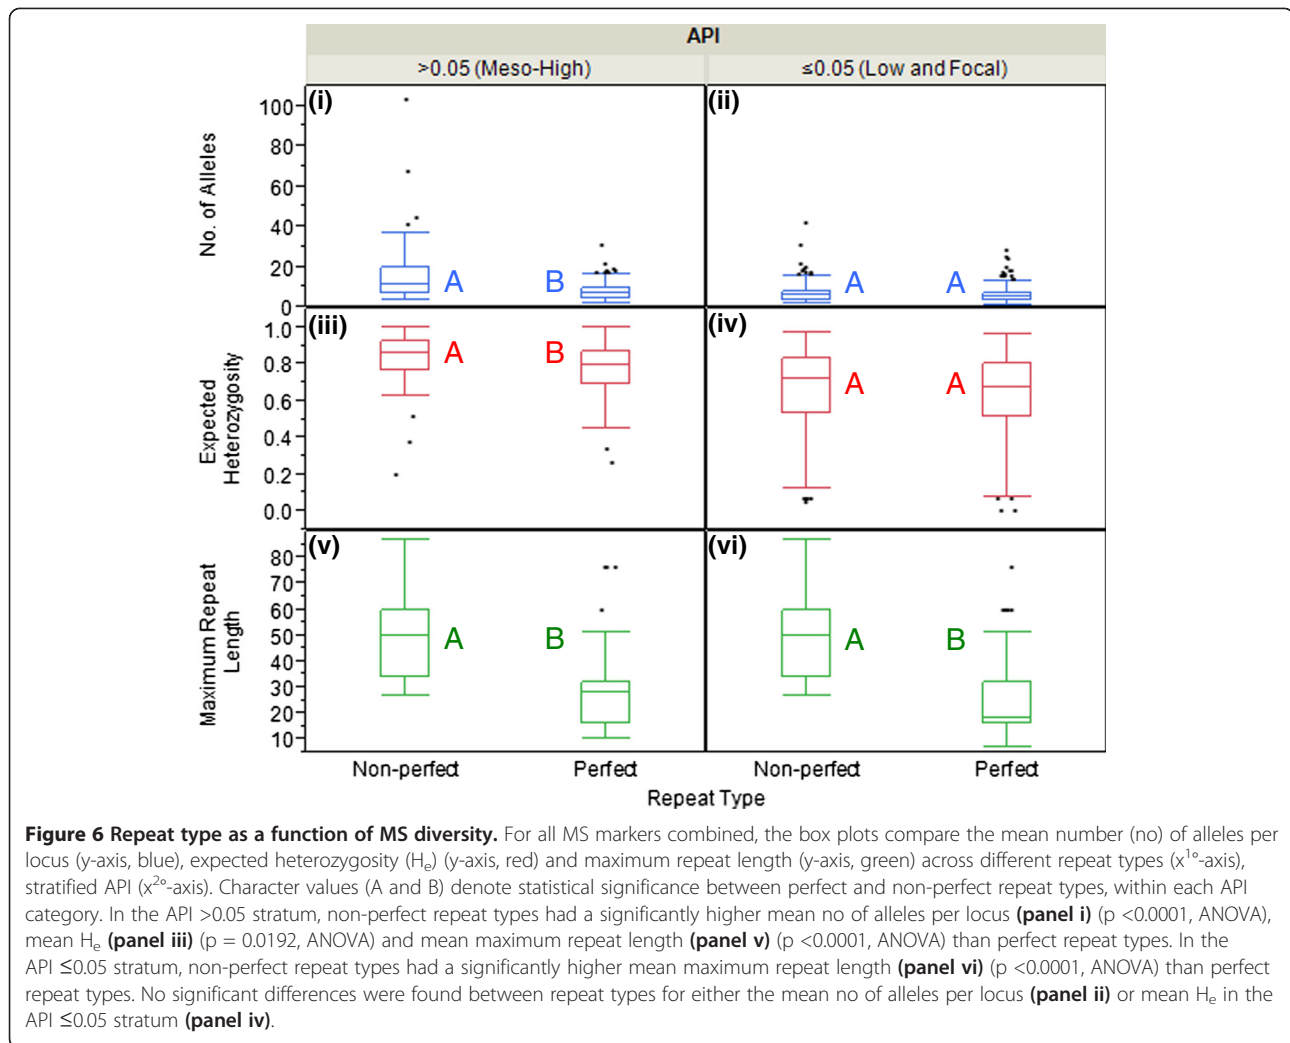 API
>0.05 (Meso-High)
≤0.05 (Low and Focal)
(i)
(ii)
No. of Alleles
100
80
60
40
20
0
A
B
A
A
(iii)
(iv)
Expected
Heterozygosity
1.0
0.8
0.6
0.4
0.2
0.0
A
B
A
A
(v)
(vi)
Maximum Repeat
Length
80
70
60
50
40
30
20
10
A
B
A
B
Non-perfect
Perfect
Non-perfect
Perfect
Repeat Type
Figure 6 Repeat type as a function of MS diversity. For all MS markers combined, the box plots compare the mean number (no) of alleles per
locus (y-axis, blue), expected heterozygosity (He) (y-axis, red) and maximum repeat length (y-axis, green) across different repeat types (x1°-axis),
stratified API (x2°-axis). Character values (A and B) denote statistical significance between perfect and non-perfect repeat types, within each API
category. In the API >0.05 stratum, non-perfect repeat types had a significantly higher mean no of alleles per locus (panel i) (p <0.0001, ANOVA),
mean He (panel iii) (p = 0.0192, ANOVA) and mean maximum repeat length (panel v) (p <0.0001, ANOVA) than perfect repeat types. In the
API ≤0.05 stratum, non-perfect repeat types had a significantly higher mean maximum repeat length (panel vi) (p <0.0001, ANOVA) than perfect
repeat types. No significant differences were found between repeat types for either the mean no of alleles per locus (panel ii) or mean He in the
API ≤0.05 stratum (panel iv).